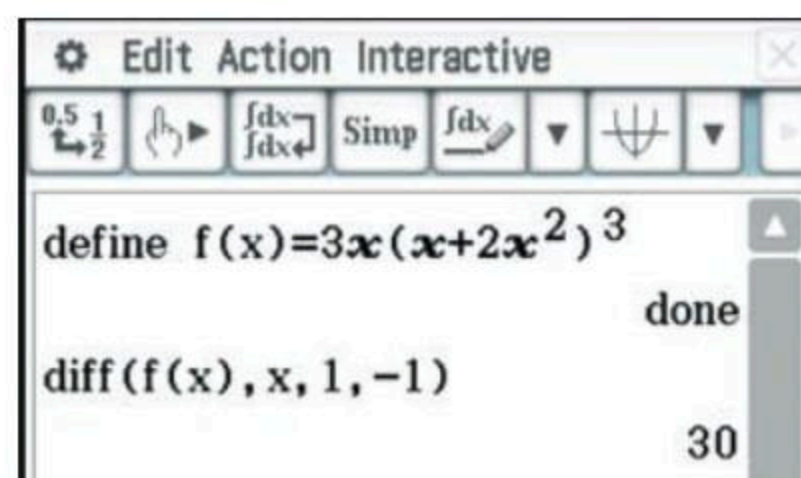 Edit Action Interactive
0.5 1/2 ∫dx ∫dx Simp ∫dx
define f(x)=3x(x+2x²)³
done
diff(f(x),x,1,−1)
30